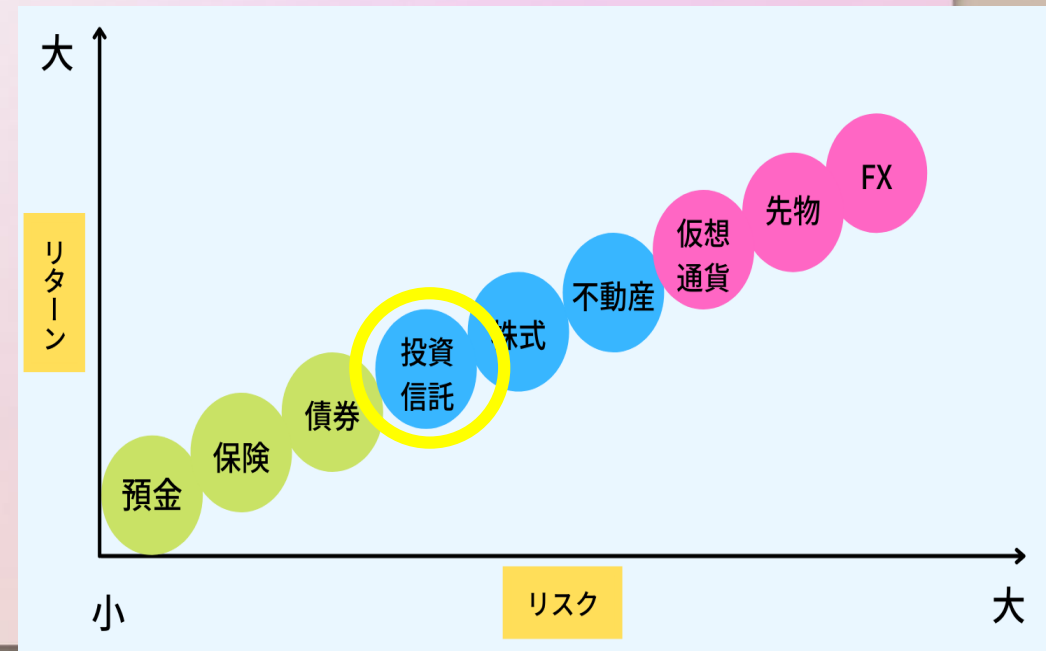 大
リターン
FX
先物
仮想
通貨
不動産
株式
投資
信託
債券
保険
預金
小
リスク
大